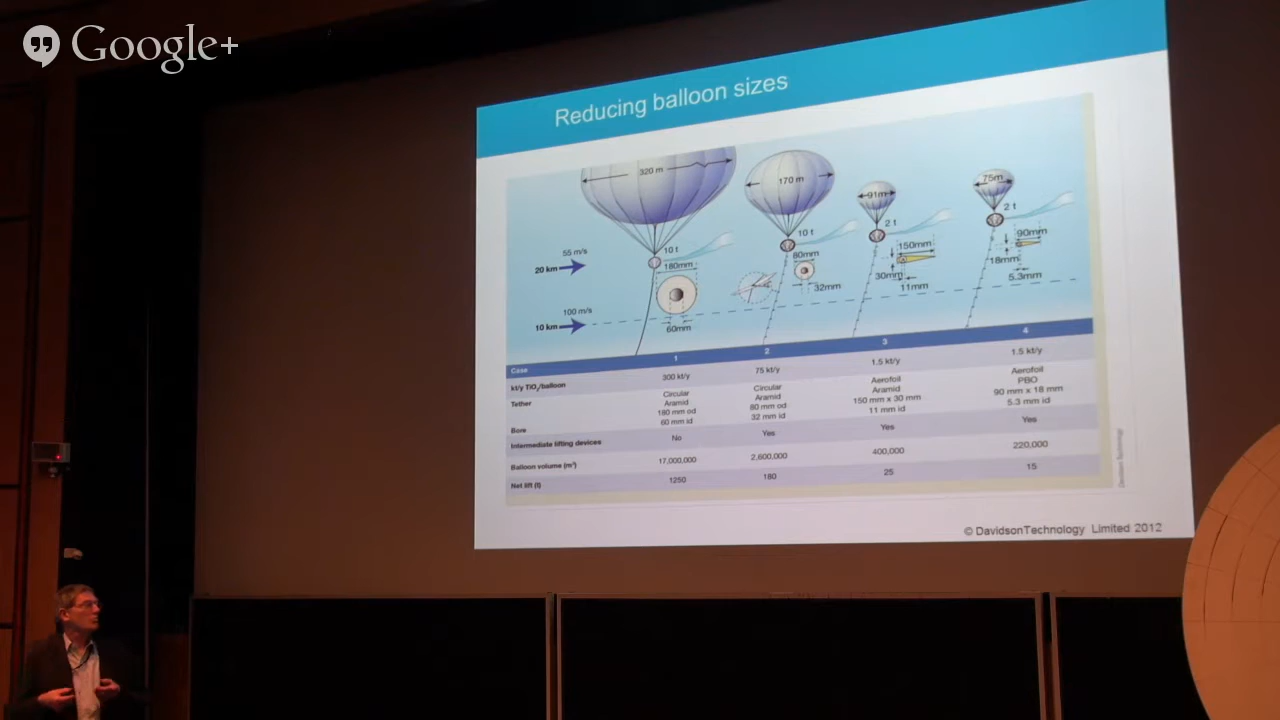 Google+
Reducing balloon sizes
320 m
170 m
91m
75m
10 t
10 t
2 t
2 t
55 m/s
20 km
180mm
80mm
150mm
90mm
32mm
30mm
11mm
18mm
5.3mm
100 m/s
10 km
60mm
Case 1 2 3 4
kt/y TiO₂/balloon 300 kt/y 75 kt/y 1.5 kt/y 1.5 kt/y
Tether Circular Circular Aerofoil Aerofoil
Aramid Aramid Aramid PBO
180 mm od 80 mm od 150 mm x 30 mm 90 mm x 18 mm
Bore 60 mm id 32 mm id 11 mm id 5.3 mm id
Intermediate lifting devices No Yes Yes Yes
Balloon volume (m³) 17,000,000 2,600,000 400,000 220,000
Net lift (t) 1250 180 25 15
Davidson Technology
© DavidsonTechnology Limited 2012